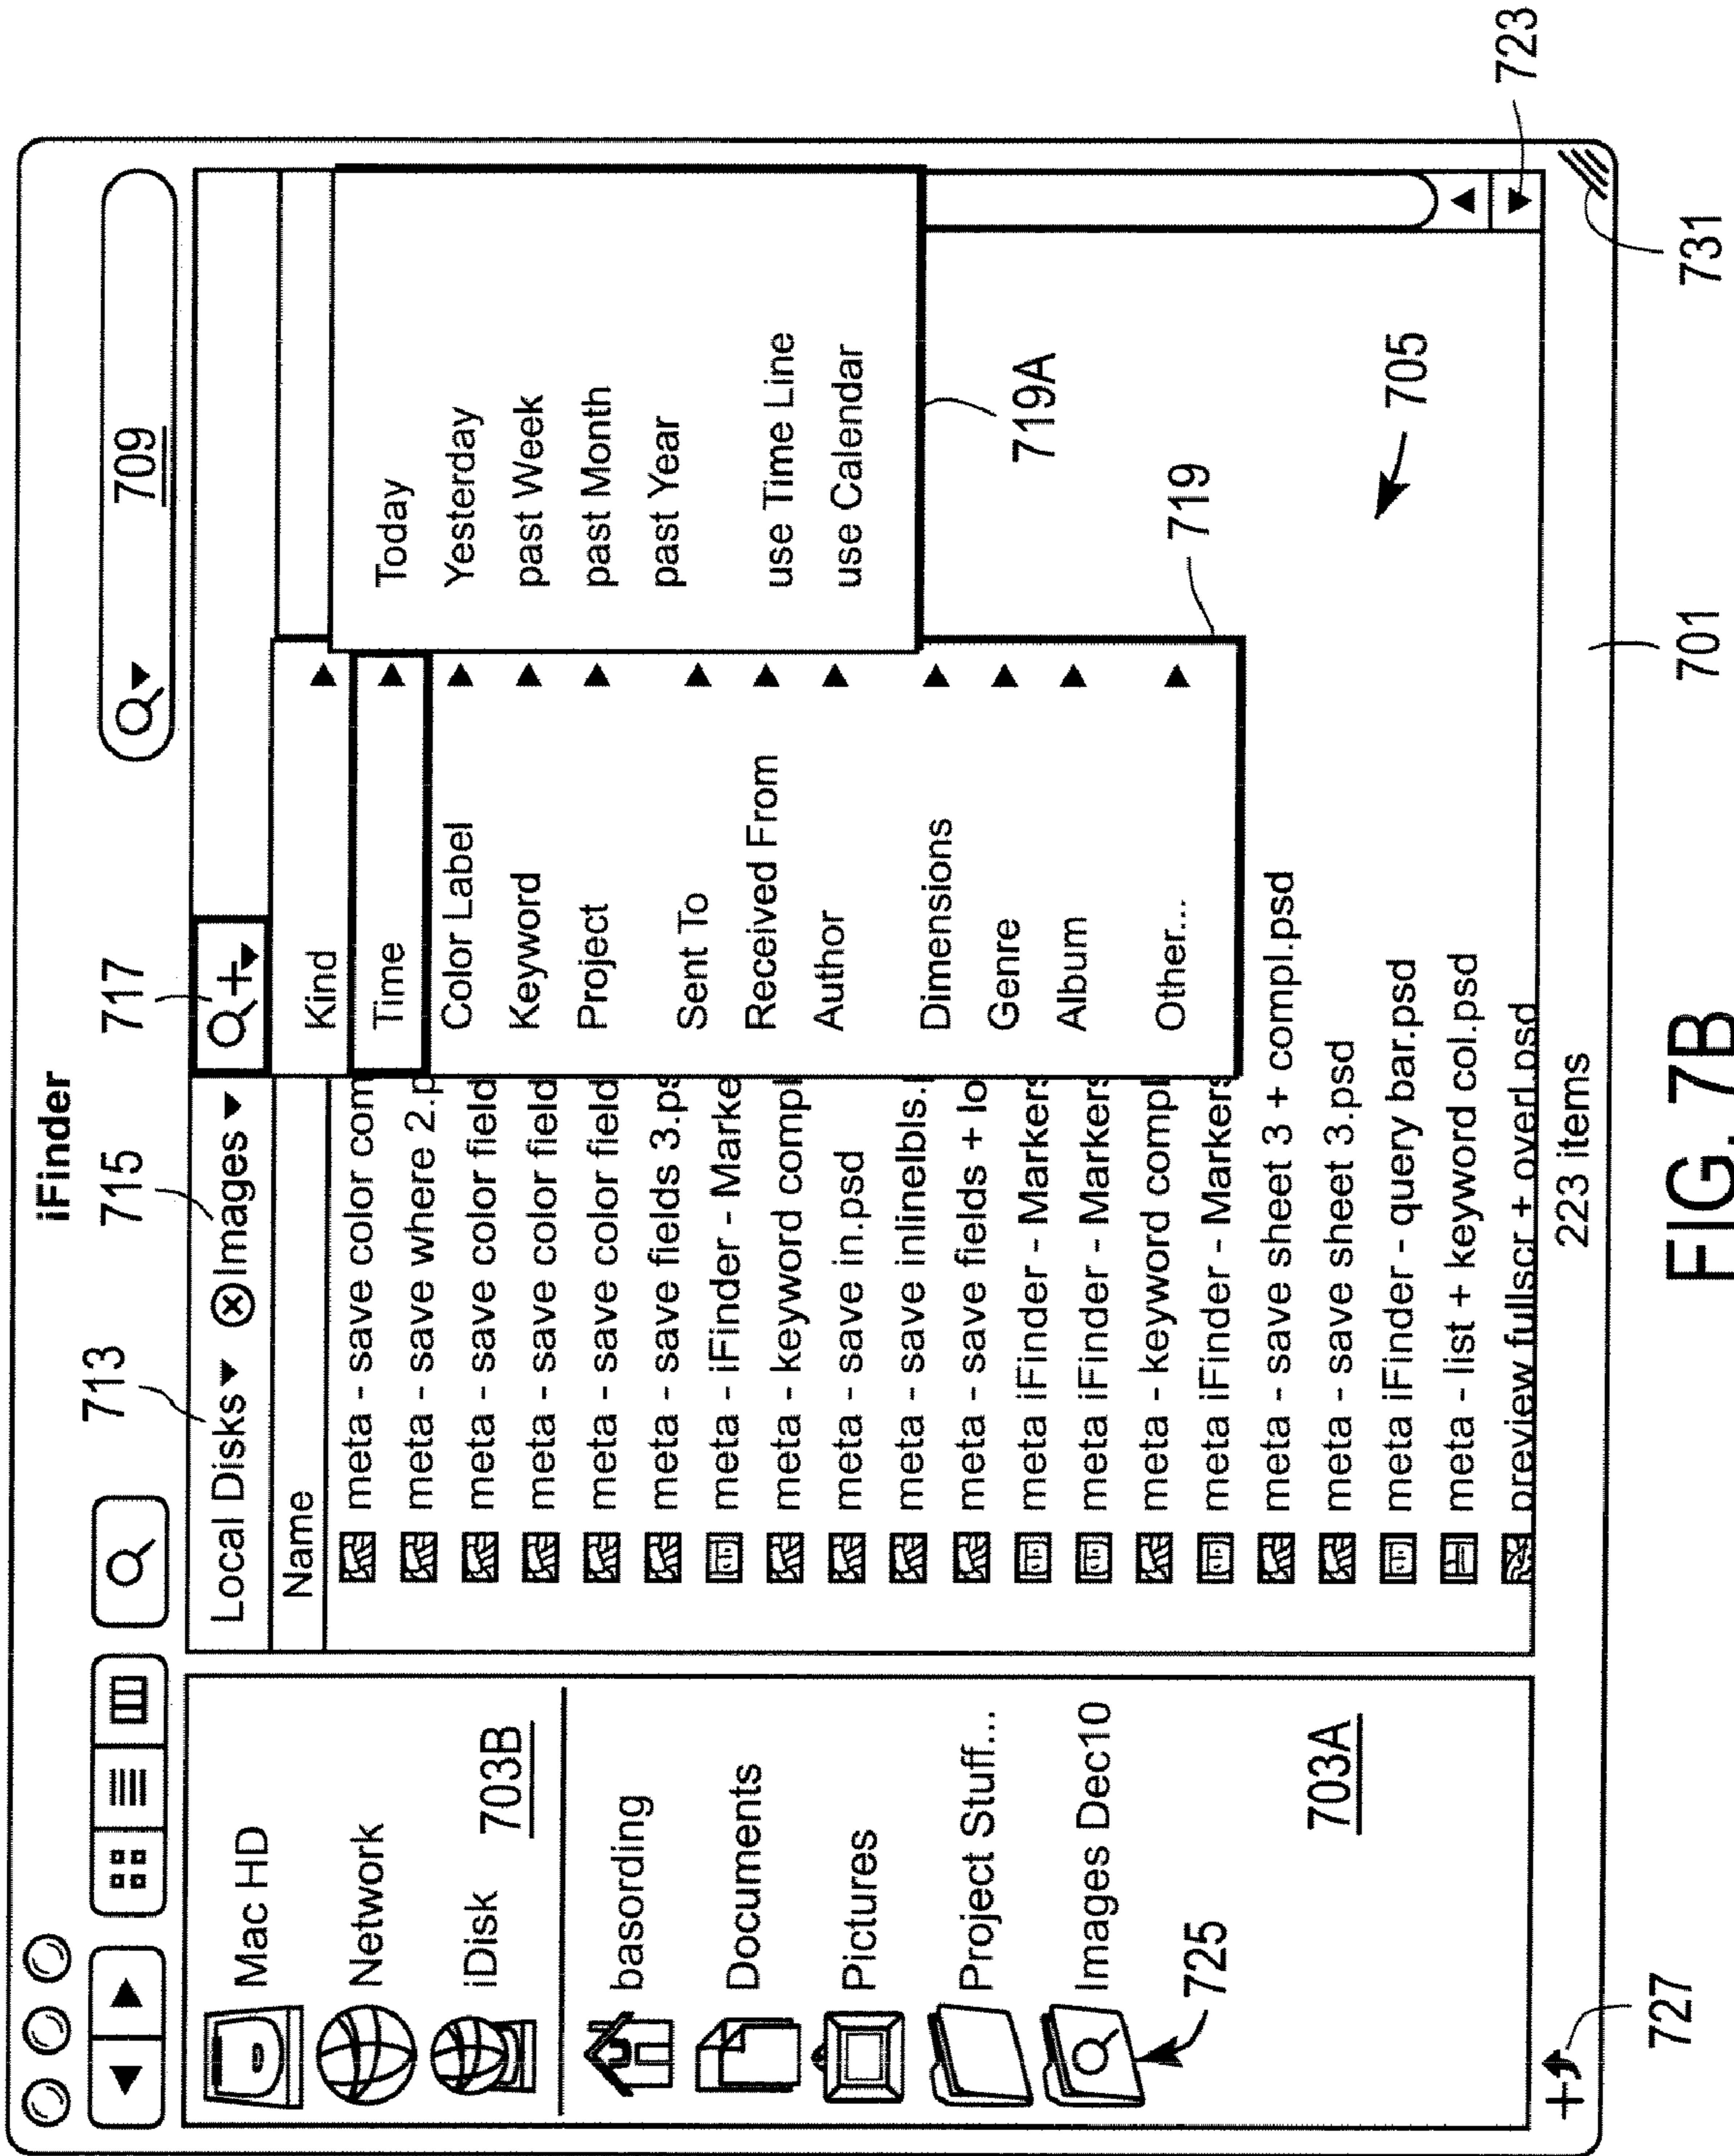 iFinder
713
715
717
709
Local Disks
Images
Name
Mac HD
Network
iDisk
703B
basording
Documents
Pictures
Project Stuff...
Images Dec10
725
703A
meta - save color com
meta - save where 2.p
meta - save color field
meta - save color field
meta - save color field
meta - save fields 3.ps
meta - iFinder - Marke
meta - keyword compl
meta - save in.psd
meta - save inlinelbls.
meta - save fields + lo
meta iFinder - Markers
meta iFinder - Markers
meta - keyword compl
meta iFinder - Markers
meta - save sheet 3 + compl.psd
meta - save sheet 3.psd
meta iFinder - query bar.psd
meta - list + keyword col.psd
preview fullscr + overl.psd
Kind
Time
Color Label
Keyword
Project
Sent To
Received From
Author
Dimensions
Genre
Album
Other...
Today
Yesterday
past Week
past Month
past Year
use Time Line
use Calendar
719A
719
705
723
223 items
727
701
731
FIG. 7B